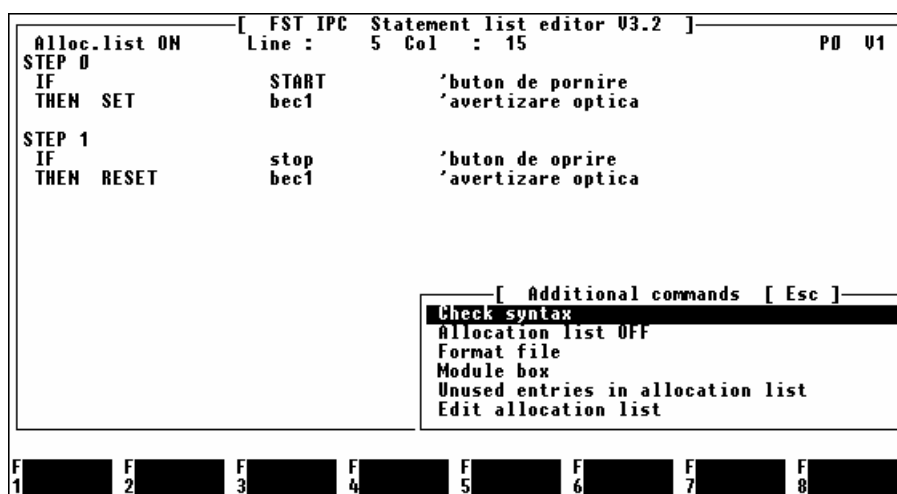 [ FST IPC Statement list editor V3.2 ]
Alloc.list ON Line : 5 Col : 15 P0 V1
STEP 0
IF START 'buton de pornire
THEN SET bec1 'avertizare optica
STEP 1
IF stop 'buton de oprire
THEN RESET bec1 'avertizare optica
[ Additional commands [ Esc ]
Check syntax
Allocation list OFF
Format file
Module box
Unused entries in allocation list
Edit allocation list
F1 F2 F3 F4 F5 F6 F7 F8